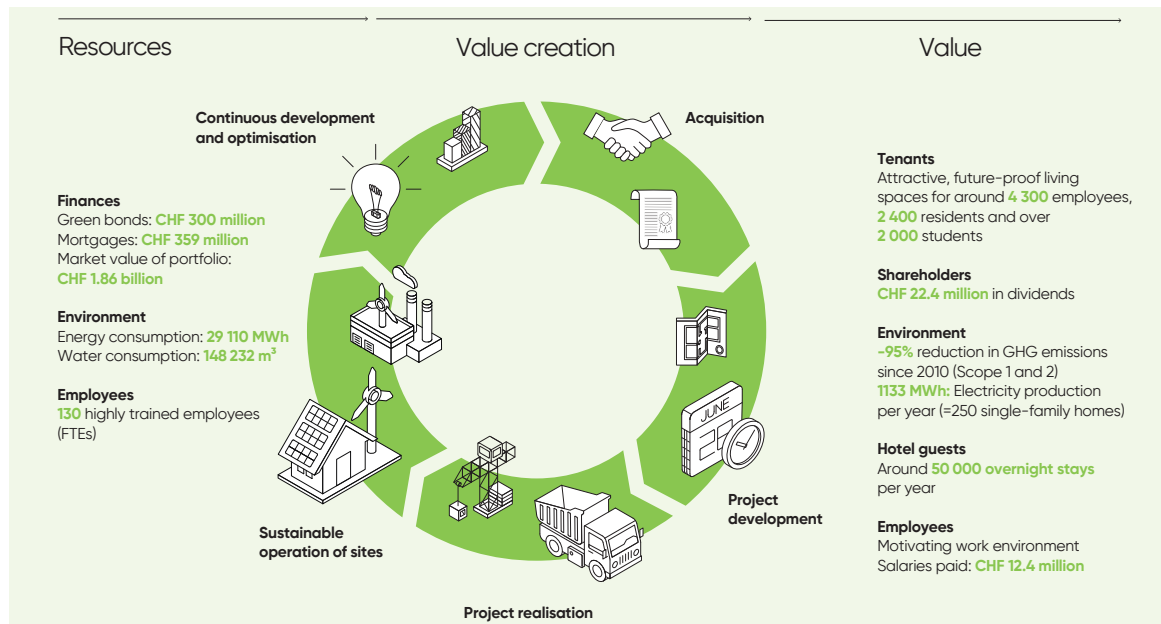 Resources
Value creation
Value
Continuous development
and optimisation
Acquisition
Finances
Green bonds: CHF 300 million
Mortgages: CHF 359 million
Market value of portfolio:
CHF 1.86 billion
Environment
Energy consumption: 29 110 MWh
Water consumption: 148 232 m³
Employees
130 highly trained employees
(FTEs)
JUNE
Sustainable
operation of sites
Project realisation
Project
development
Tenants
Attractive, future-proof living
spaces for around 4 300 employees,
2 400 residents and over
2 000 students
Shareholders
CHF 22.4 million in dividends
Environment
-95% reduction in GHG emissions
since 2010 (Scope 1 and 2)
1133 MWh: Electricity production
per year (=250 single-family homes)
Hotel guests
Around 50 000 overnight stays
per year
Employees
Motivating work environment
Salaries paid: CHF 12.4 million